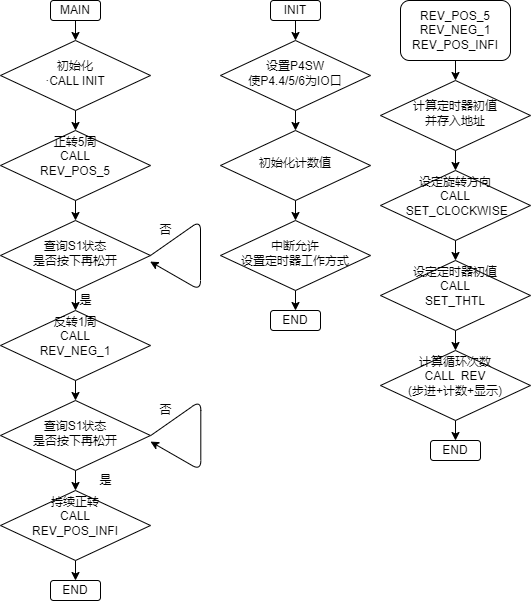 MAIN
初始化
·CALL INIT
正转5周
CALL
REV_POS_5
查询S1状态
是否按下再松开
否
是
反转1周
CALL
REV_NEG_1
查询S1状态
是否按下再松开
否
是
持续正转
CALL
REV_POS_INFI
END
INIT
设置P4SW
使P4.4/5/6为IO口
初始化计数值
中断允许
设置定时器工作方式
END
REV_POS_5
REV_NEG_1
REV_POS_INFI
计算定时器初值
并存入地址
设定旋转方向
CALL
SET_CLOCKWISE
设定定时器初值
CALL
SET_THTL
计算循环次数
CALL REV
(步进+计数+显示)
END